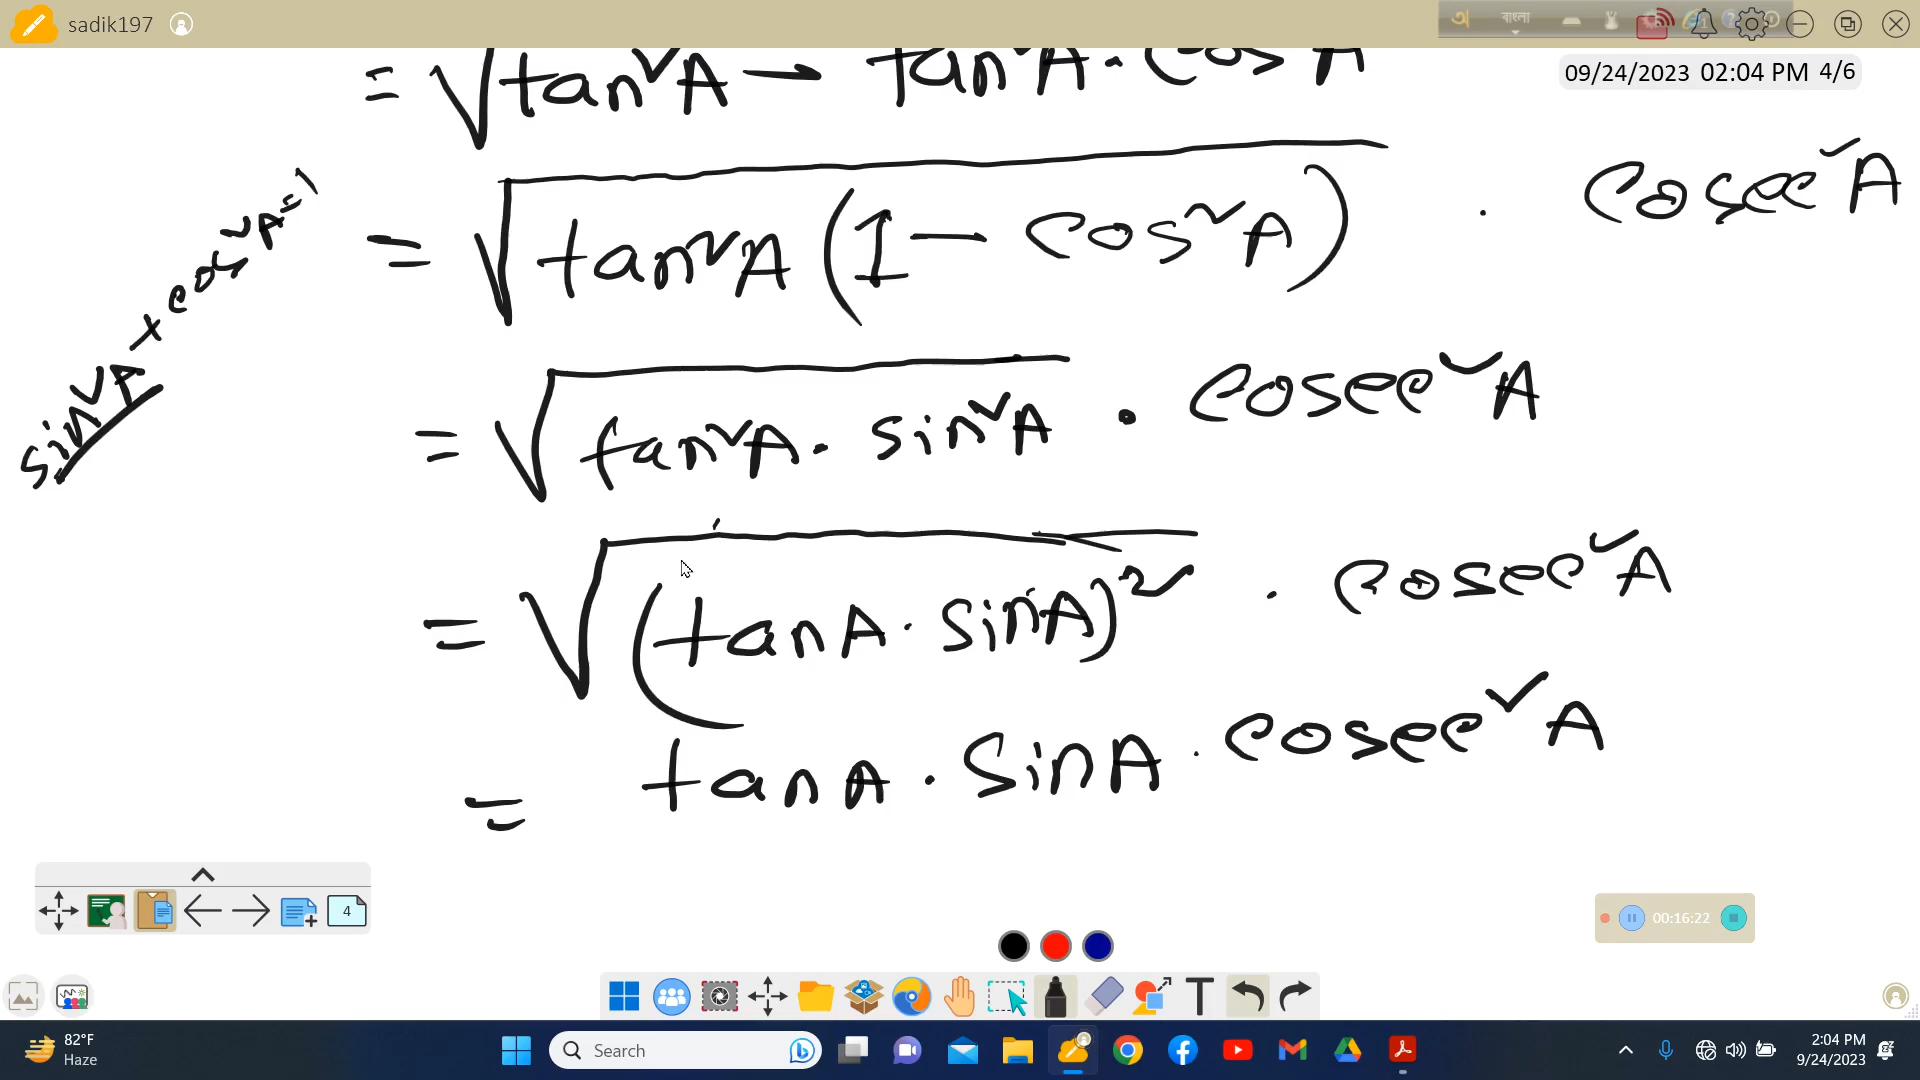 sadik197
বাংলা
09/24/2023 02:04 PM 4/6
= √tan²A — tan²A . cos A
= √tan²A (1 — cos²A) . cosec²A
sin²A + cos²A = 1
= √tan²A . sin²A . cosec²A
= √(tanA . sinA)² . cosec²A
= tanA . sinA . cosec²A
4
00:16:22
82°F
Haze
Search
2:04 PM
9/24/2023